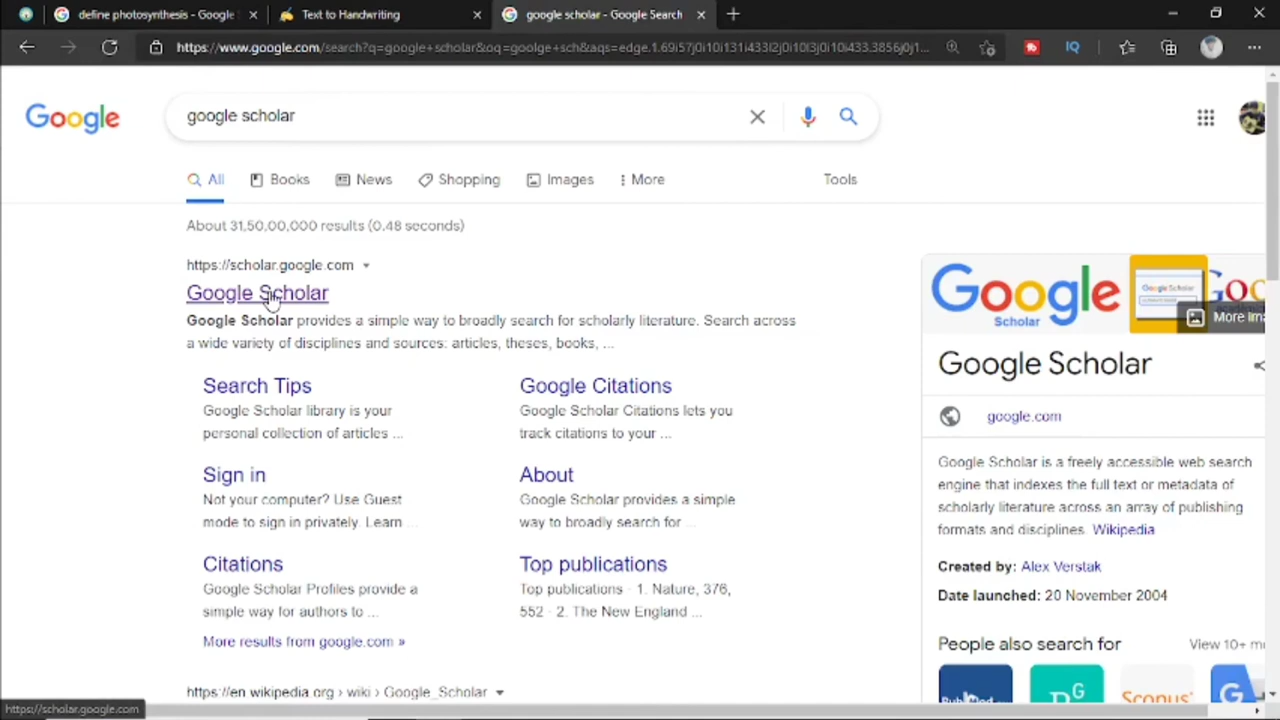 define photosynthesis - Google
Text to Handwriting
google scholar - Google Search
https://www.google.com/search?q=google+scholar&oq=goolge+sch&aqs=edge.1.69i57j0i10i131i433l2j0i10l3j0i10i433.3856j0j1...
IQ
Google
google scholar
All
Books
News
Shopping
Images
More
Tools
About 31,50,00,000 results (0.48 seconds)
https://scholar.google.com
Google Scholar
Google Scholar provides a simple way to broadly search for scholarly literature. Search across
a wide variety of disciplines and sources: articles, theses, books, ...
Search Tips
Google Scholar library is your
personal collection of articles ...
Google Citations
Google Scholar Citations lets you
track citations to your ...
Sign in
Not your computer? Use Guest
mode to sign in privately. Learn ...
About
Google Scholar provides a simple
way to broadly search for ...
Citations
Google Scholar Profiles provide a
simple way for authors to ...
Top publications
Top publications · 1. Nature, 376,
552 · 2. The New England ...
More results from google.com »
https://en.wikipedia.org › wiki › Google_Scholar
https://scholar.google.com
Google
Scholar
Google Scholar
More ima
Google Scholar
google.com
Google Scholar is a freely accessible web search
engine that indexes the full text or metadata of
scholarly literature across an array of publishing
formats and disciplines. Wikipedia
Created by: Alex Verstak
Date launched: 20 November 2004
People also search for
View 10+ m
Scopus